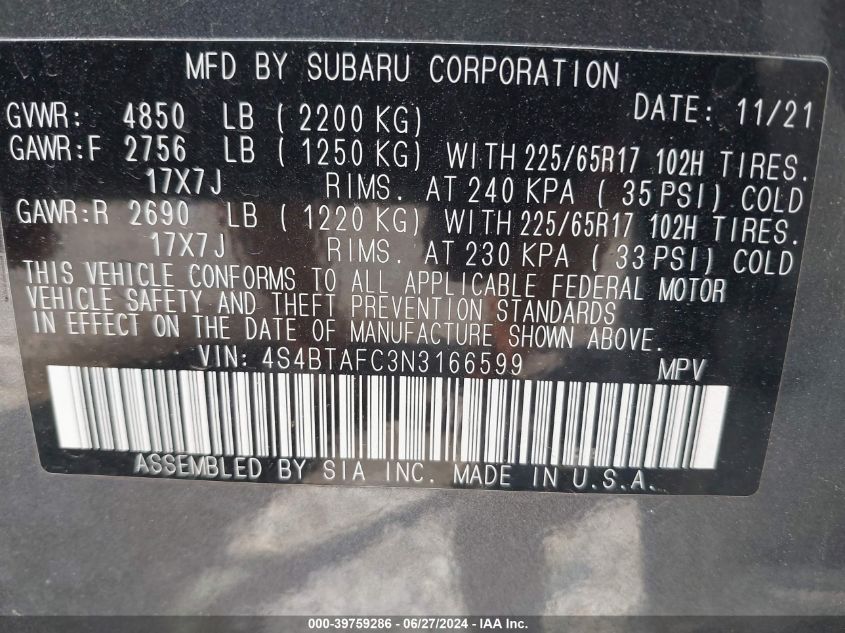 MFD BY SUBARU CORPORATION
DATE: 11/21
GVWR: 4850 LB ( 2200 KG)
GAWR:F 2756 LB ( 1250 KG) WITH 225/65R17 102H TIRES.
17X7J RIMS. AT 240 KPA ( 35 PSI) COLD
GAWR:R 2690 LB ( 1220 KG) WITH 225/65R17 102H TIRES.
17X7J RIMS. AT 230 KPA ( 33 PSI) COLD
THIS VEHICLE CONFORMS TO ALL APPLICABLE FEDERAL MOTOR
VEHICLE SAFETY AND THEFT PREVENTION STANDARDS
IN EFFECT ON THE DATE OF MANUFACTURE SHOWN ABOVE.
VIN: 4S4BTAFC3N3166599 MPV
ASSEMBLED BY SIA INC. MADE IN U.S.A.
000-39759286 - 06/27/2024 - IAA Inc.